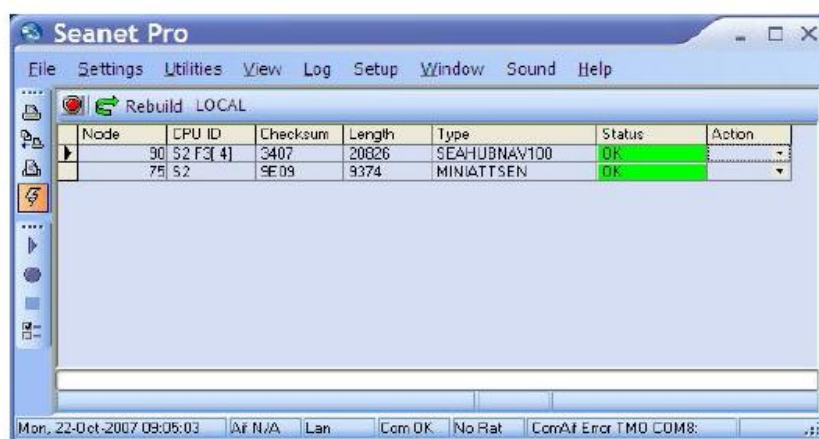 Seanet Pro
File Settings Utilities View Log Setup Window Sound Help
Rebuild LOCAL
Node CPU ID Checksum Length Type Status Action
90 S2 F3[ 4] 3407 20826 SEAHUBNAV100 OK
75 S2 9E09 9374 MINIATTSEN OK
Mon, 22-Oct-2007 09:05:03 Aif N/A Lan Com OK No Rat ComAif Error TMO COM8: